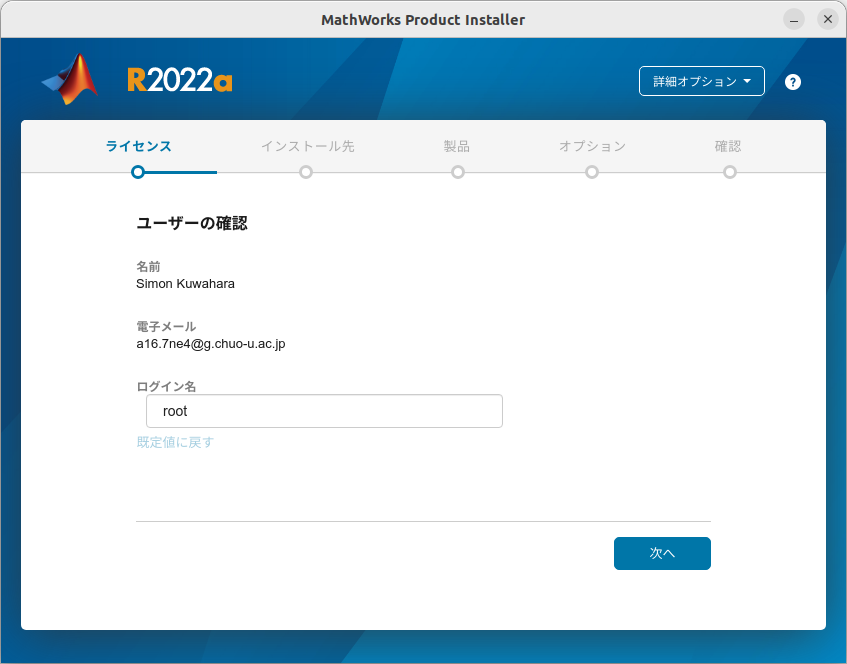 MathWorks Product Installer
R2022a
詳細オプション
?
ライセンス
インストール先
製品
オプション
確認
ユーザーの確認
名前
Simon Kuwahara
電子メール
a16.7ne4@g.chuo-u.ac.jp
ログイン名
root
既定値に戻す
次へ